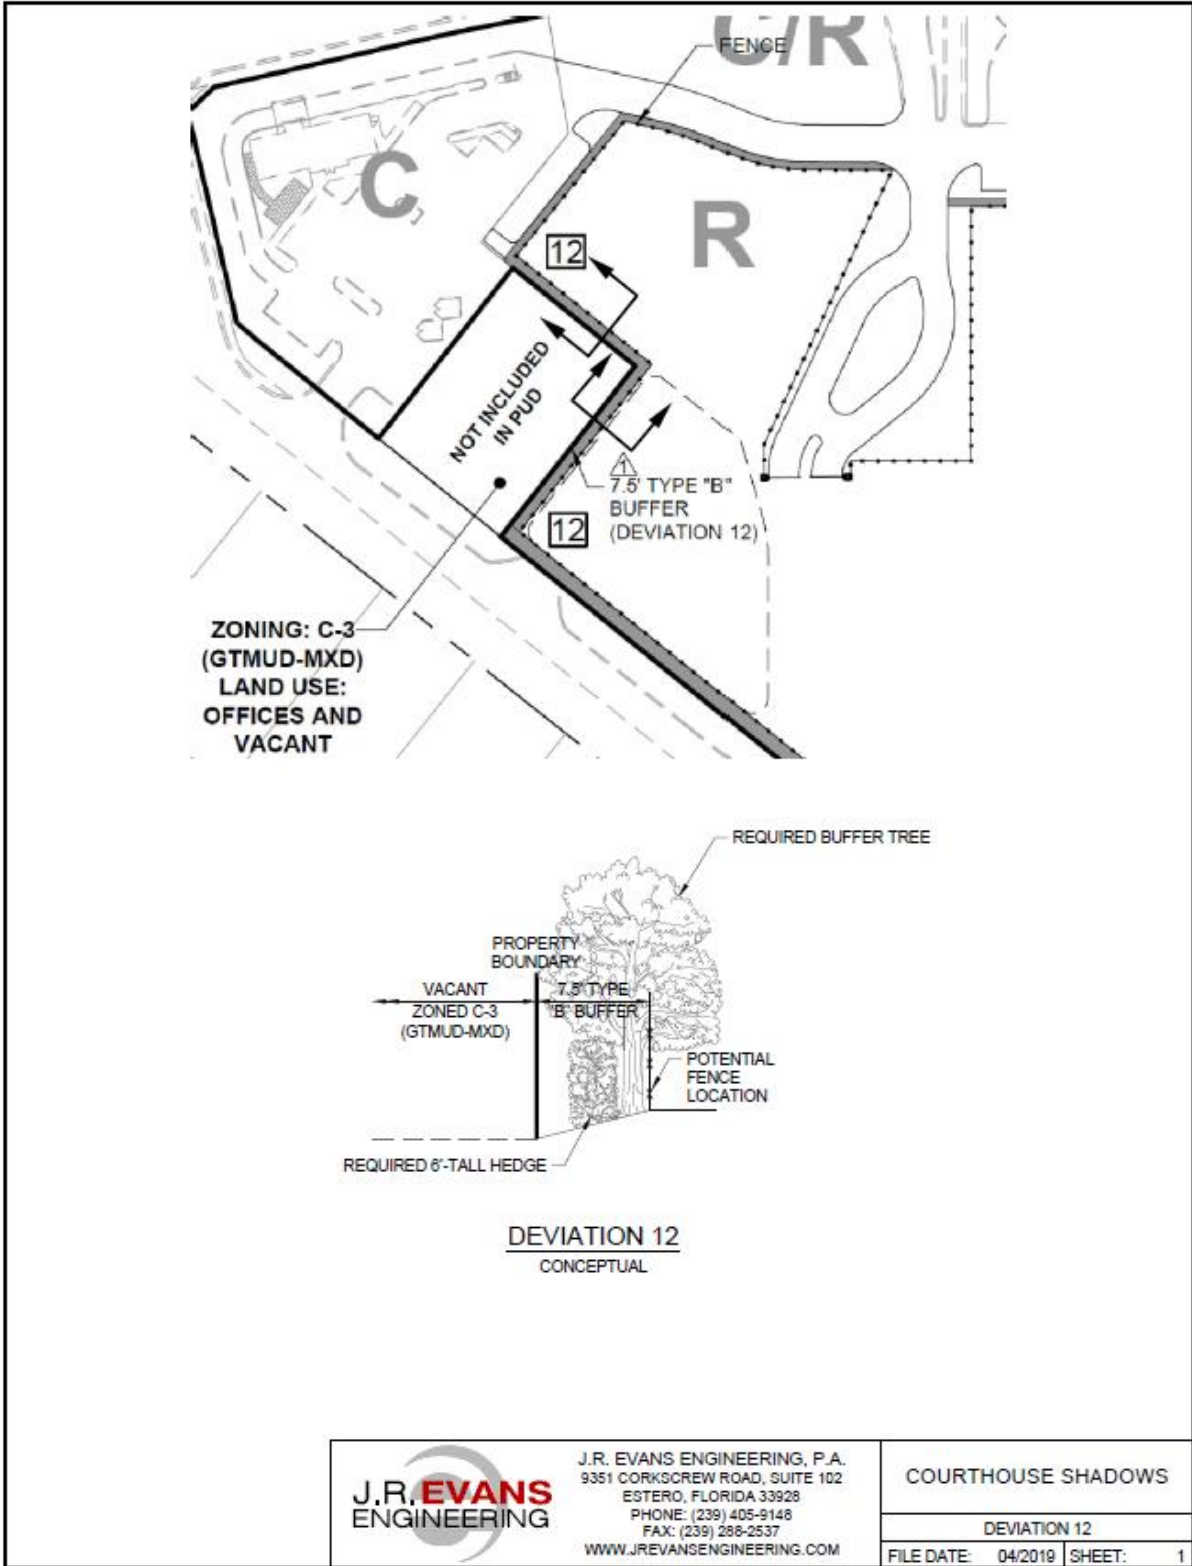 C/R
FENCE
C
R
12
NOT INCLUDED
IN PUD
1
7.5' TYPE "B"
BUFFER
(DEVIATION 12)
12
ZONING: C-3
(GTMUD-MXD)
LAND USE:
OFFICES AND
VACANT
REQUIRED BUFFER TREE
PROPERTY
BOUNDARY
VACANT
ZONED C-3
(GTMUD-MXD)
7.5' TYPE
'B' BUFFER
POTENTIAL
FENCE
LOCATION
REQUIRED 6'-TALL HEDGE
DEVIATION 12
CONCEPTUAL
J.R. EVANS
ENGINEERING
J.R. EVANS ENGINEERING, P.A.
9351 CORKSCREW ROAD, SUITE 102
ESTERO, FLORIDA 33928
PHONE: (239) 405-9148
FAX: (239) 288-2537
WWW.JREVANSENGINEERING.COM
COURTHOUSE SHADOWS
DEVIATION 12
FILE DATE: 04/2019 SHEET: 1